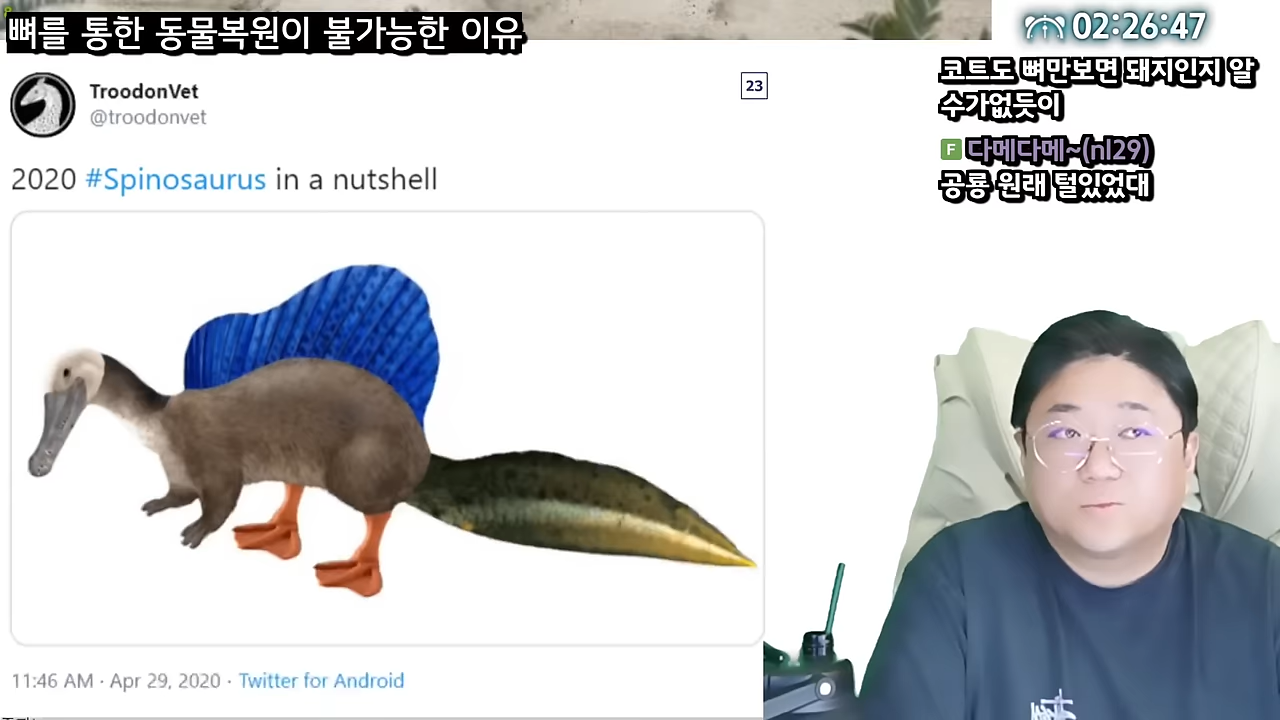 뼈를 통한 동물복원이 불가능한 이유
02:26:47
TroodonVet
@troodonvet
23
코트도 뼈만보면 돼지인지 알
수가없듯이
F 다메다메~(nl29)
공룡 원래 털있었대
2020 #Spinosaurus in a nutshell
11:46 AM · Apr 29, 2020 · Twitter for Android